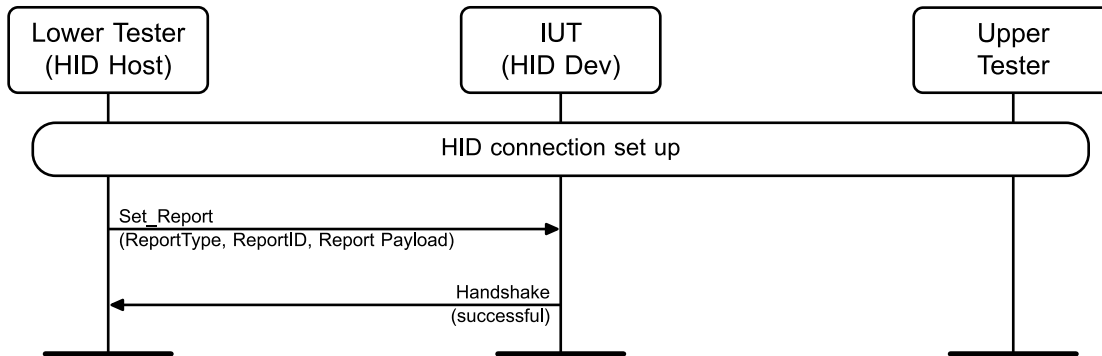 Lower Tester
(HID Host)
IUT
(HID Dev)
Upper
Tester
HID connection set up
Set_Report
(ReportType, ReportID, Report Payload)
Handshake
(successful)